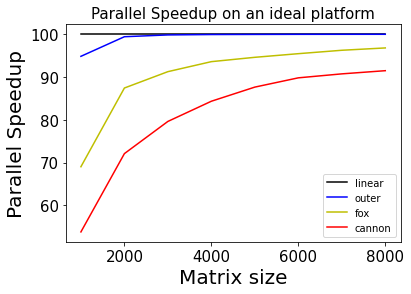 Parallel Speedup on an ideal platform
Parallel Speedup
100
90
80
70
60
linear
outer
fox
cannon
2000 4000 6000 8000
Matrix size